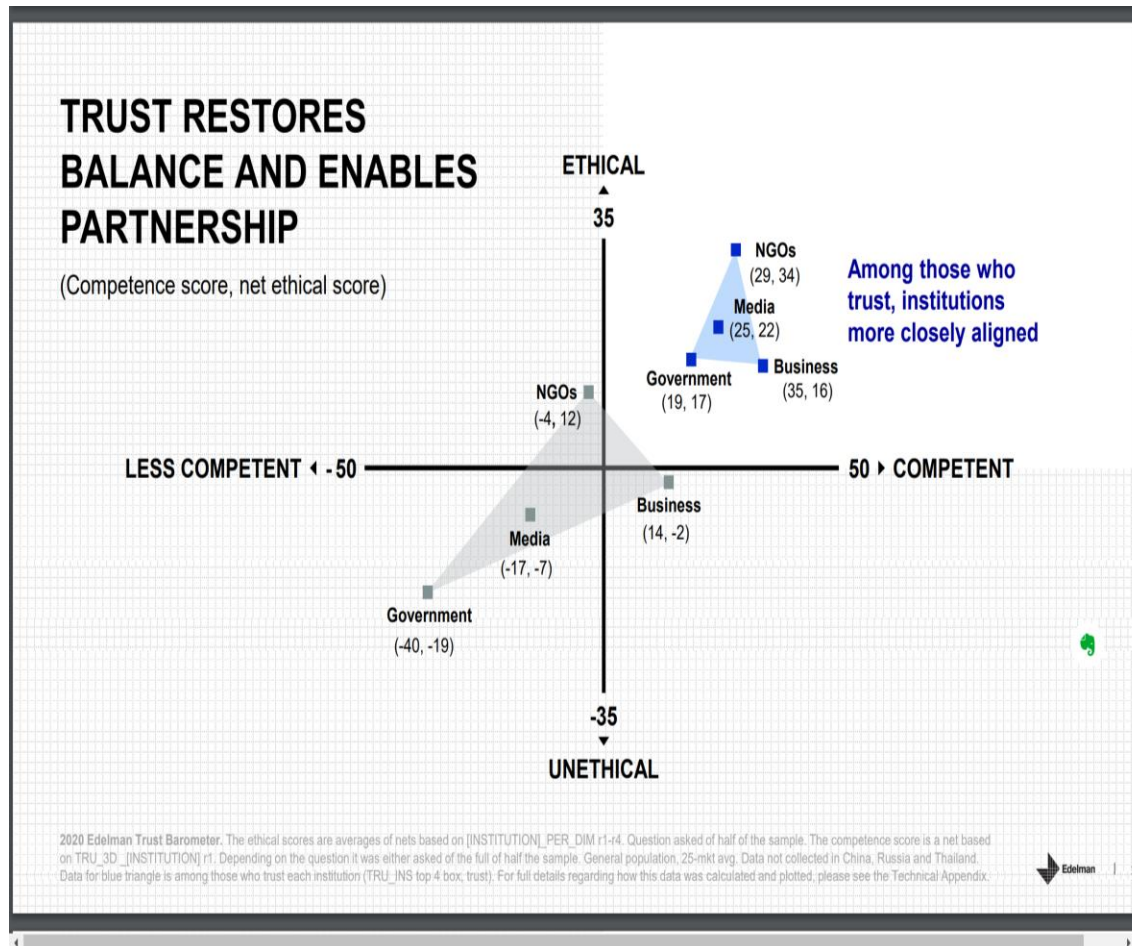 TRUST RESTORES
BALANCE AND ENABLES
PARTNERSHIP
(Competence score, net ethical score)
ETHICAL
35
NGOs
(29, 34)
Media
(25, 22)
Government
(19, 17)
Business
(35, 16)
Among those who
trust, institutions
more closely aligned
NGOs
(-4, 12)
LESS COMPETENT
- 50
50
COMPETENT
Business
(14, -2)
Media
(-17, -7)
Government
(-40, -19)
-35
UNETHICAL
2020 Edelman Trust Barometer. The ethical scores are averages of nets based on [INSTITUTION]_PER_DIM r1-r4. Question asked of half of the sample. The competence score is a net based
on TRU_3D _[INSTITUTION] r1. Depending on the question it was either asked of the full of half the sample. General population, 25-mkt avg. Data not collected in China, Russia and Thailand.
Data for blue triangle is among those who trust each institution (TRU_INS top 4 box, trust). For full details regarding how this data was calculated and plotted, please see the Technical Appendix.
Edelman |